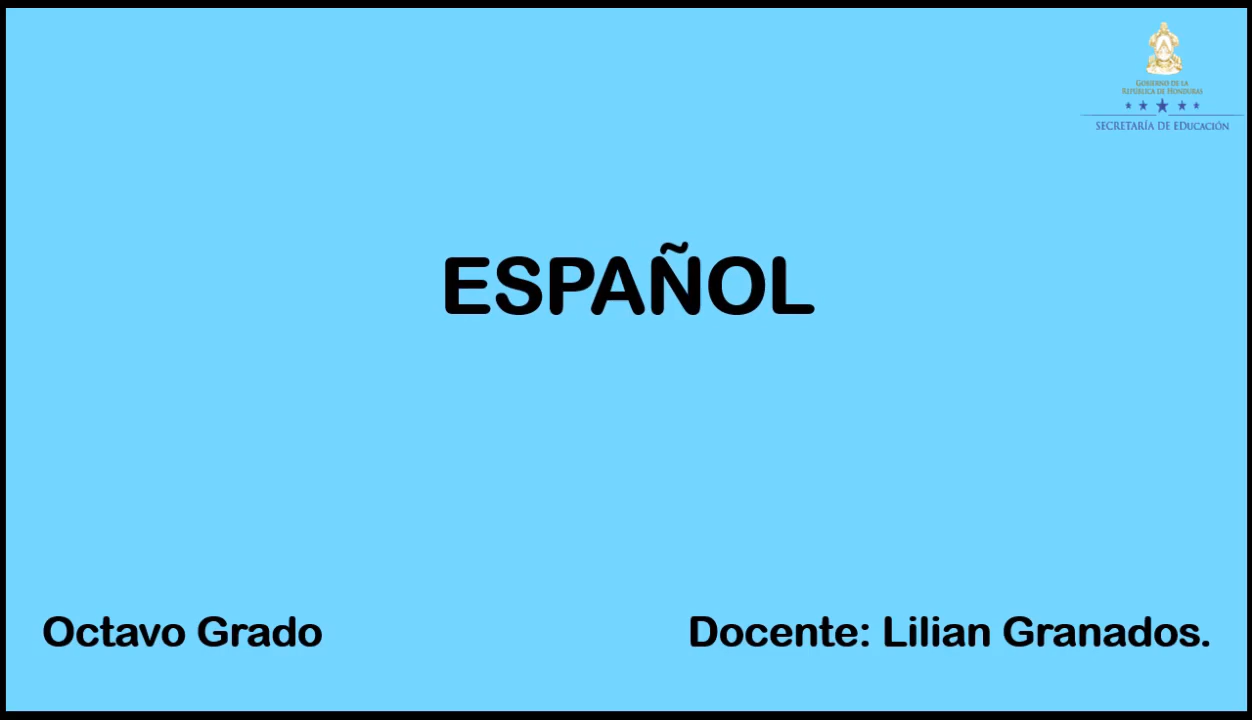 GOBIERNO DE LA
REPÚBLICA DE HONDURAS
SECRETARÍA DE EDUCACIÓN
ESPAÑOL
Octavo Grado
Docente: Lilian Granados.